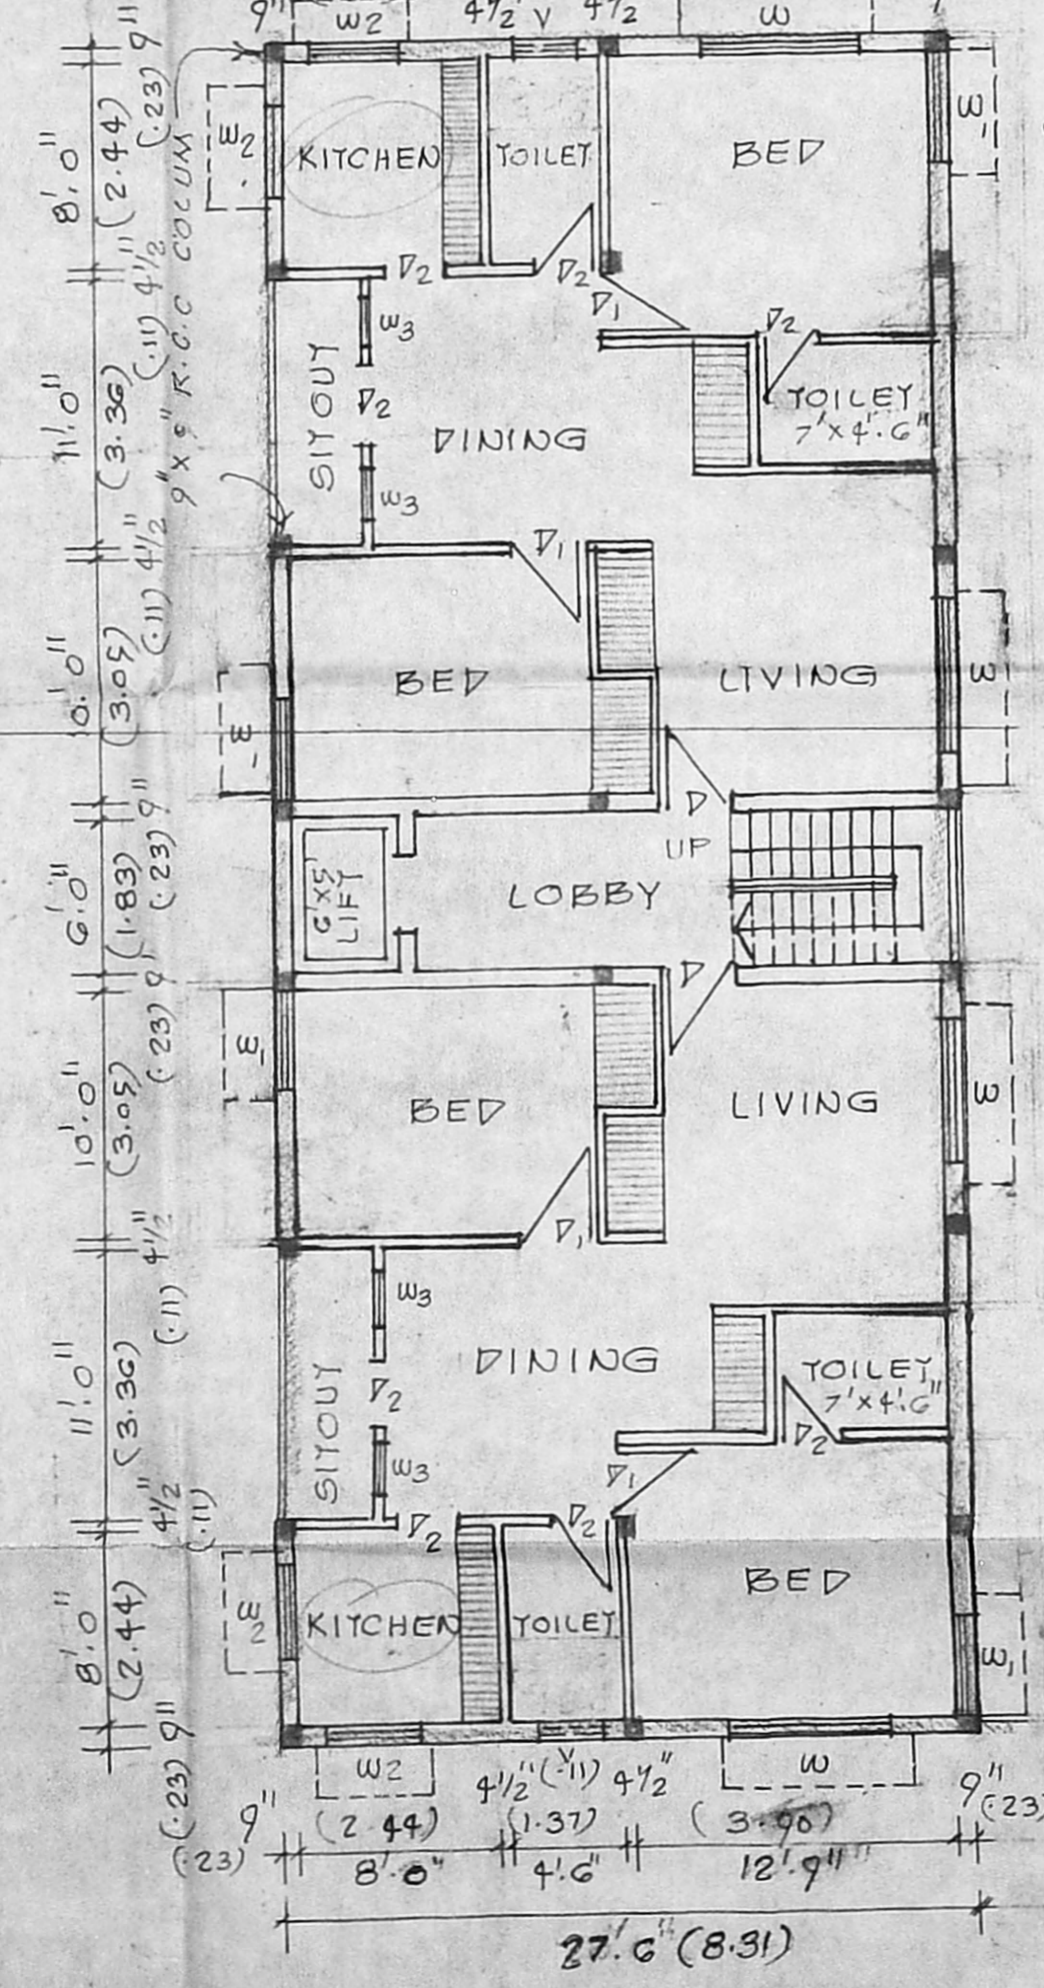 9" W2 4½ V 4½ W
9"
(.23)
8'.0"
(2.44)
W2
KITCHEN
TOILET
BED
W1
4½"
(.11)
D2
D2
D1
9" x 9" R.C.C COLUMN
11'.0"
(3.36)
W3
SITOUT
D2
DINING
D2
TOILET
7'x4'.6"
W3
4½"
(.11)
D1
10'.0"
(3.05)
W1
BED
LIVING
W
9"
(.23)
D
UP
6'.0"
(1.83)
6'x5'
LIFT
LOBBY
9"
(.23)
D
10'.0"
(3.05)
W1
BED
LIVING
W
D1
4½"
(.11)
W3
11'.0"
(3.36)
SITOUT
D2
DINING
TOILET
7'x4'.6"
D2
W3
D1
4½"
(.11)
D2
D2
8'.0"
(2.44)
W2
KITCHEN
TOILET
BED
W1
9"
(.23)
W2 V W
9" 4½" (.11) 4½" 9"
(.23) (2.44) (1.37) (3.90) (.23)
8'.0" 4'.6" 12'.9"
27'.6" (8.31)